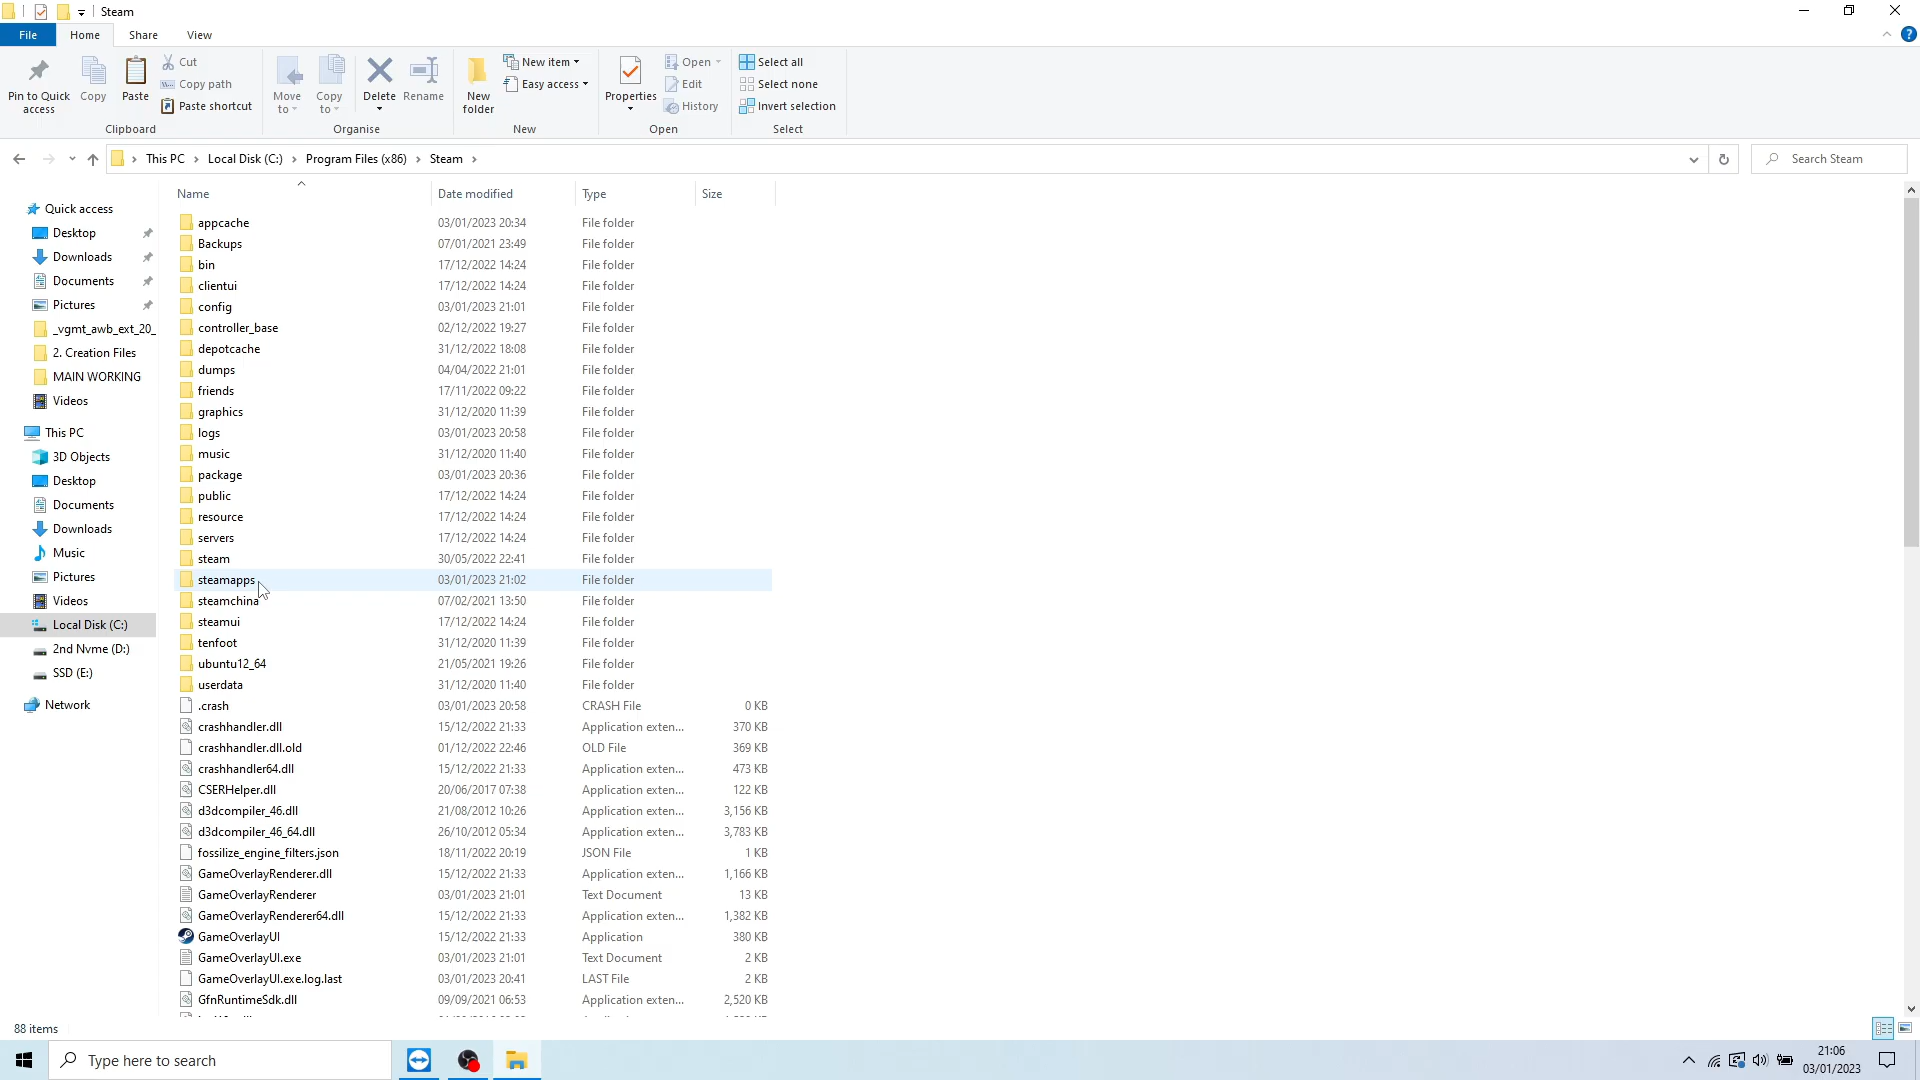 Steam
File
Home
Share
View
Pin to Quick access
Copy
Paste
Cut
Copy path
Paste shortcut
Clipboard
Move to
Copy to
Delete
Rename
Organise
New folder
New item
Easy access
New
Properties
Open
Edit
History
Open
Select all
Select none
Invert selection
Select
This PC
Local Disk (C:)
Program Files (x86)
Steam
Search Steam
Quick access
Desktop
Downloads
Documents
Pictures
_vgmt_awb_ext_20_
2. Creation Files
MAIN WORKING
Videos
This PC
3D Objects
Desktop
Documents
Downloads
Music
Pictures
Videos
Local Disk (C:)
2nd Nvme (D:)
SSD (E:)
Network
Name Date modified Type Size
appcache 03/01/2023 20:34 File folder
Backups 07/01/2021 23:49 File folder
bin 17/12/2022 14:24 File folder
clientui 17/12/2022 14:24 File folder
config 03/01/2023 21:01 File folder
controller_base 02/12/2022 19:27 File folder
depotcache 31/12/2022 18:08 File folder
dumps 04/04/2022 21:01 File folder
friends 17/11/2022 09:22 File folder
graphics 31/12/2020 11:39 File folder
logs 03/01/2023 20:58 File folder
music 31/12/2020 11:40 File folder
package 03/01/2023 20:36 File folder
public 17/12/2022 14:24 File folder
resource 17/12/2022 14:24 File folder
servers 17/12/2022 14:24 File folder
steam 30/05/2022 22:41 File folder
steamapps 03/01/2023 21:02 File folder
steamchina 07/02/2021 13:50 File folder
steamui 17/12/2022 14:24 File folder
tenfoot 31/12/2020 11:39 File folder
ubuntu12_64 21/05/2021 19:26 File folder
userdata 31/12/2020 11:40 File folder
.crash 03/01/2023 20:58 CRASH File 0 KB
crashhandler.dll 15/12/2022 21:33 Application exten... 370 KB
crashhandler.dll.old 01/12/2022 22:46 OLD File 369 KB
crashhandler64.dll 15/12/2022 21:33 Application exten... 473 KB
CSERHelper.dll 20/06/2017 07:38 Application exten... 122 KB
d3dcompiler_46.dll 21/08/2012 10:26 Application exten... 3,156 KB
d3dcompiler_46_64.dll 26/10/2012 05:34 Application exten... 3,783 KB
fossilize_engine_filters.json 18/11/2022 20:19 JSON File 1 KB
GameOverlayRenderer.dll 15/12/2022 21:33 Application exten... 1,166 KB
GameOverlayRenderer 03/01/2023 21:01 Text Document 13 KB
GameOverlayRenderer64.dll 15/12/2022 21:33 Application exten... 1,382 KB
GameOverlayUI 15/12/2022 21:33 Application 380 KB
GameOverlayUI.exe 03/01/2023 21:01 Text Document 2 KB
GameOverlayUI.exe.log.last 03/01/2023 20:41 LAST File 2 KB
GfnRuntimeSdk.dll 09/09/2021 06:53 Application exten... 2,520 KB
88 items
Type here to search
21:06
03/01/2023